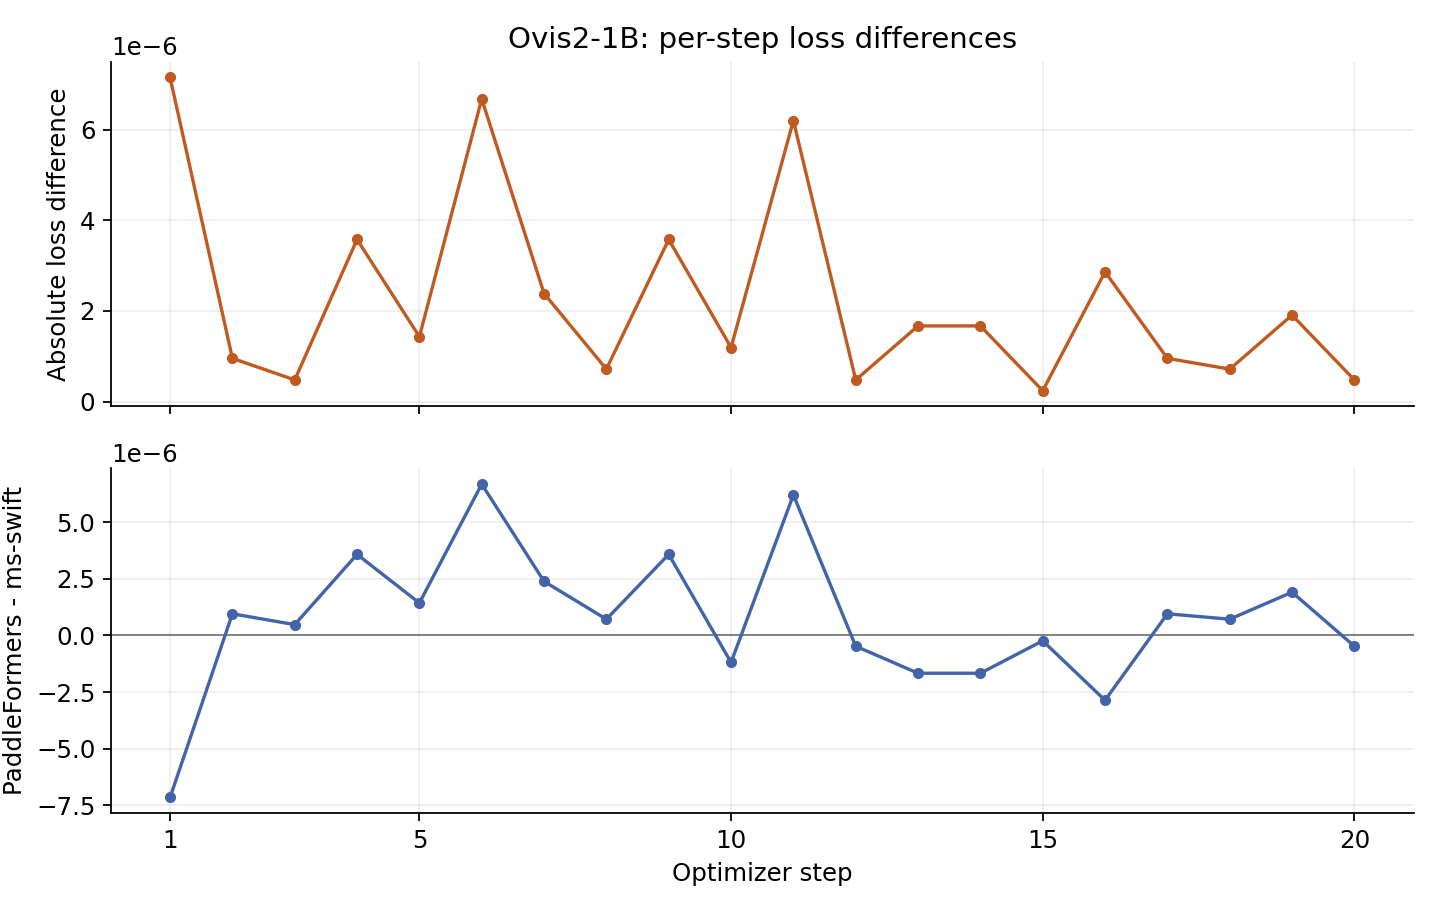 Ovis2-1B: per-step loss differences
1e−6
Absolute loss difference
6
4
2
0
1e−6
PaddleFormers - ms-swift
5.0
2.5
0.0
−2.5
−5.0
−7.5
1 5 10 15 20
Optimizer step